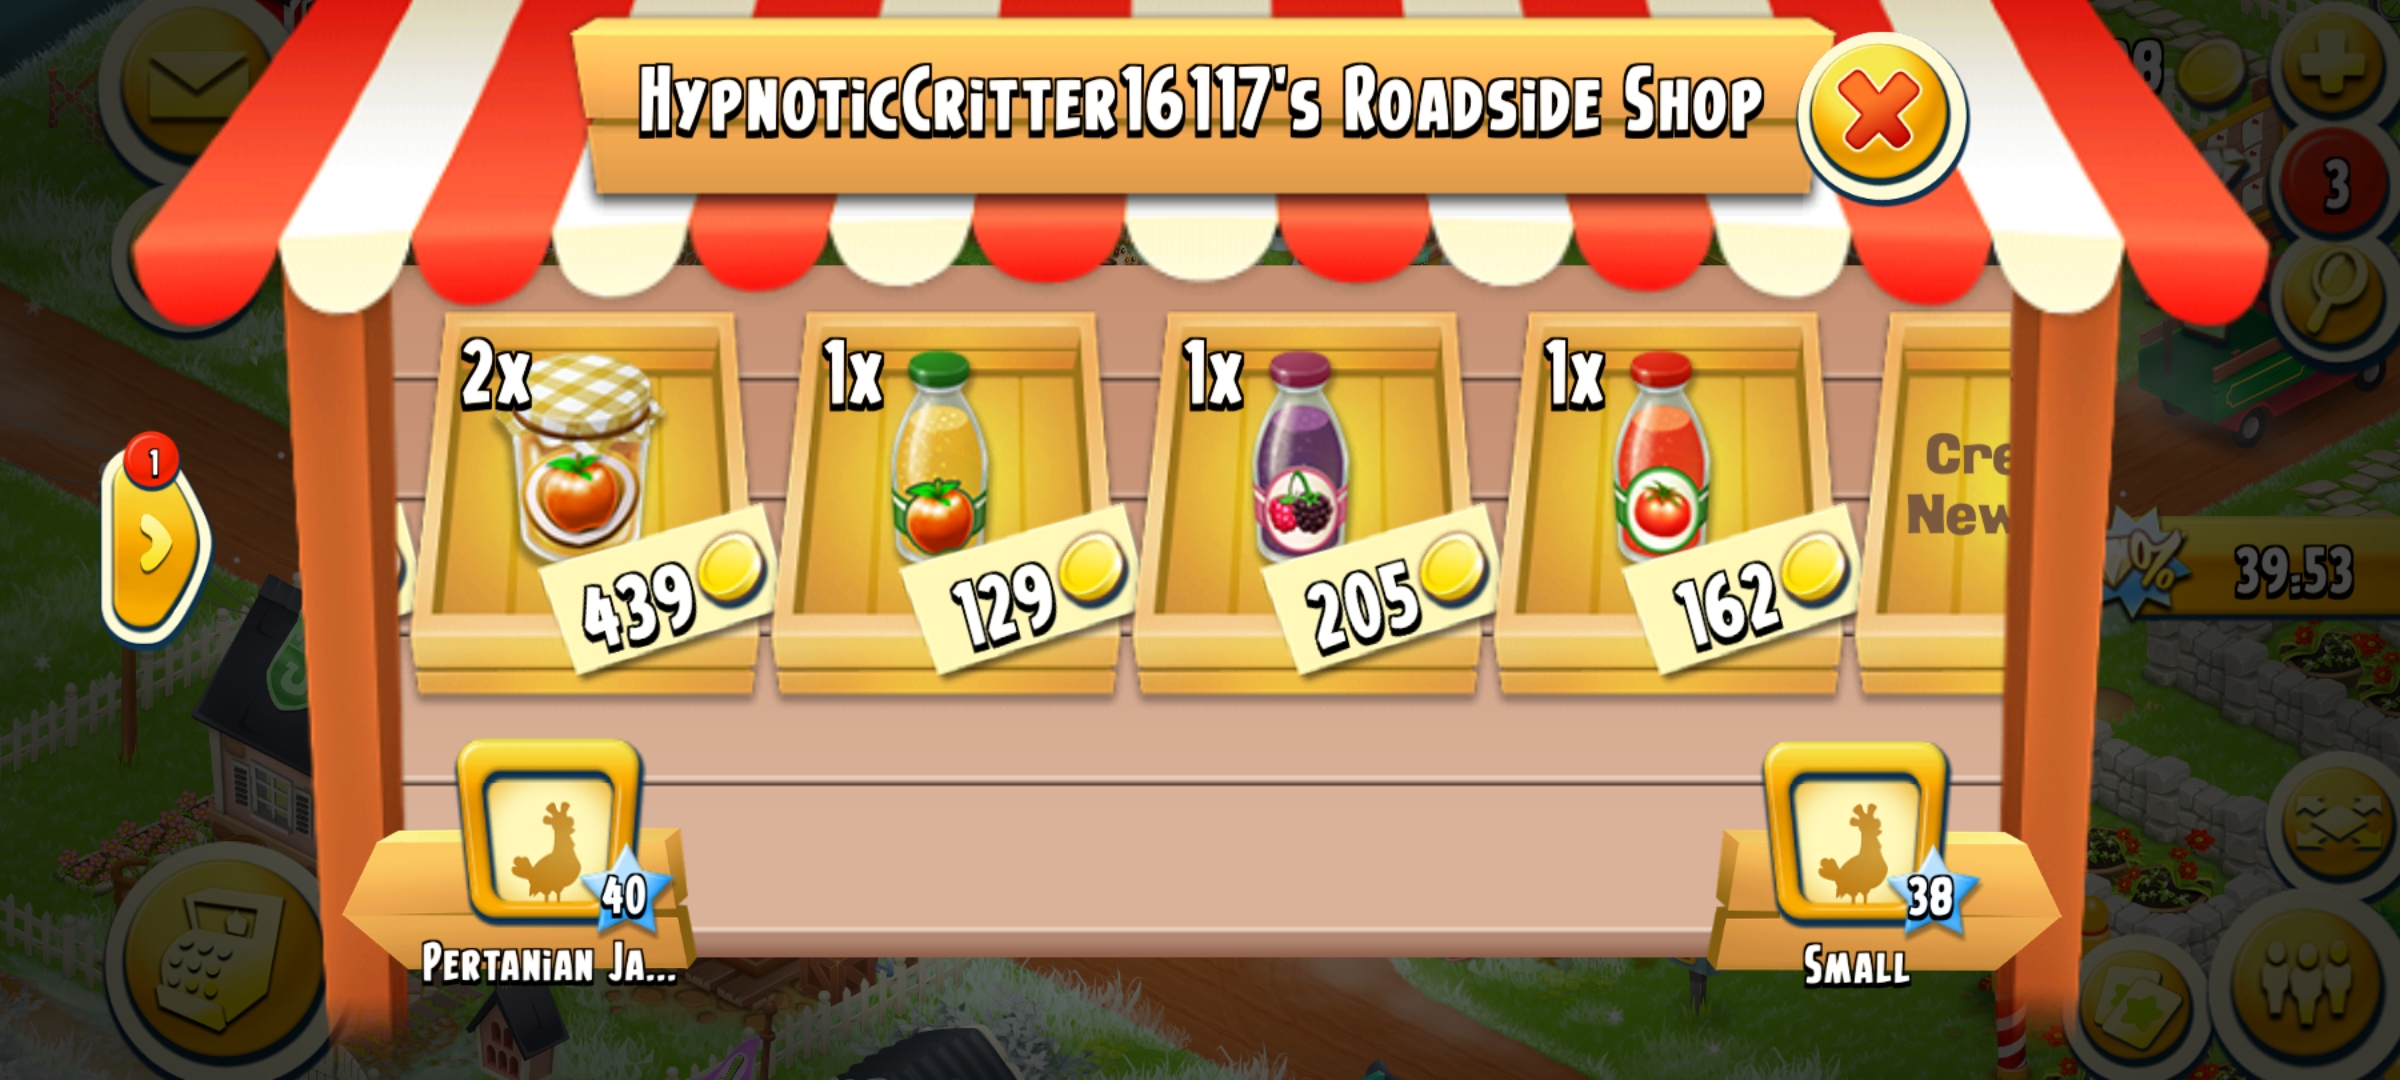 HypnoticCritter16117's Roadside Shop
3
2x
1x
1x
1x
1
439
129
205
162
39:53
40
38
Pertanian Ja...
Small